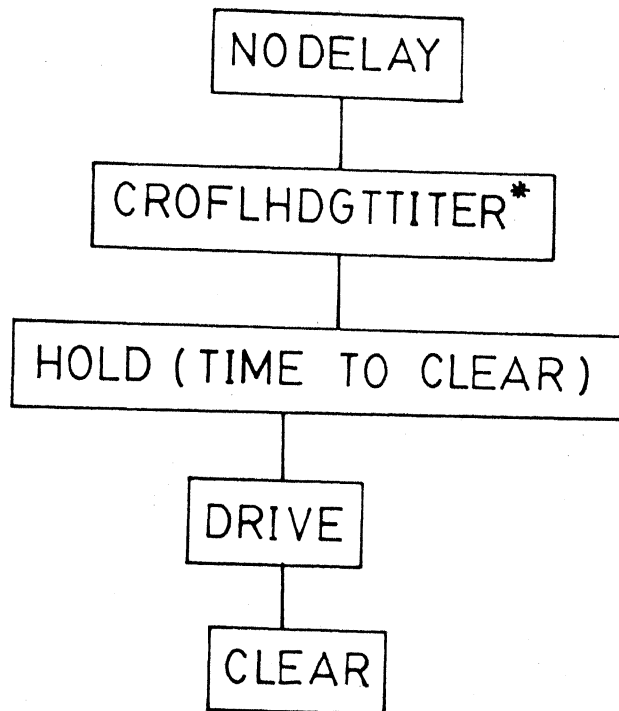 NODELAY
CROFLHDGTTITER*
HOLD (TIME TO CLEAR)
DRIVE
CLEAR